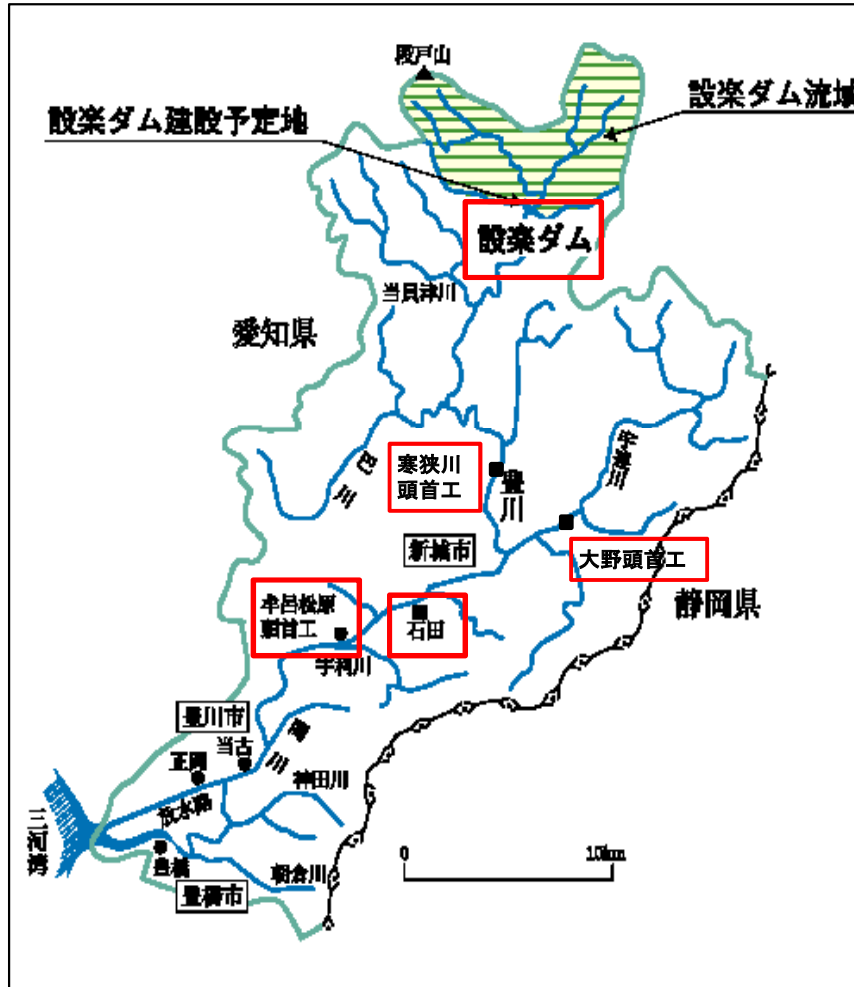 段戸山
設楽ダム流域
設楽ダム建設予定地
設楽ダム
当貝津川
愛知県
寒狭川
頭首工
豊川
巴川
宇連川
新城市
大野頭首工
静岡県
牟呂松原
頭首工
石田
宇利川
豊川市
当古
間川
正岡
神田川
放水路
三河湾
豊橋
朝倉川
豊橋市
0
10km